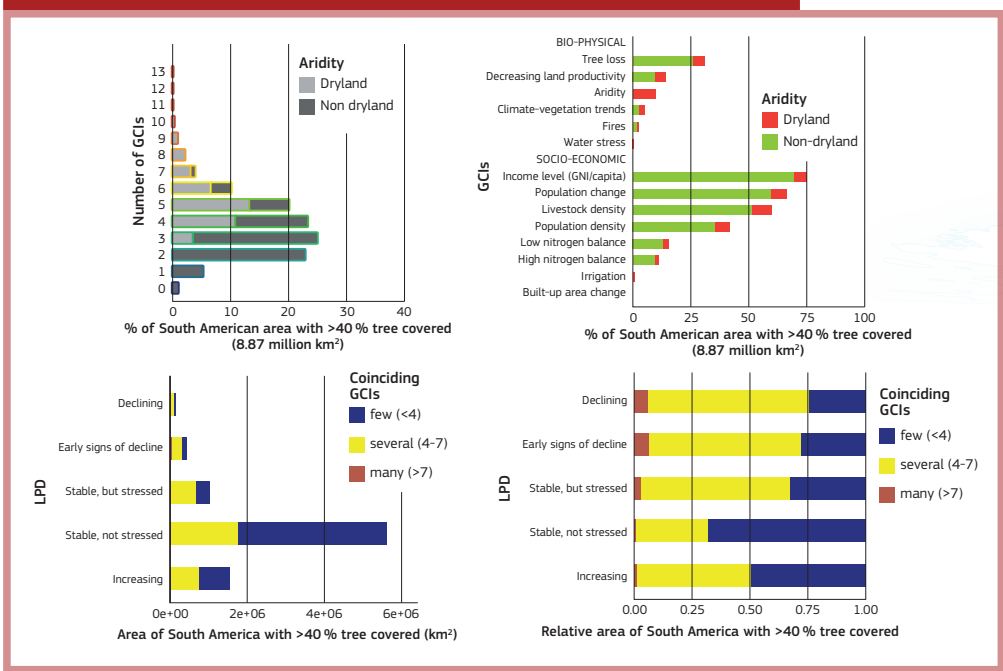 Number of GCIs
13
12
11
10
9
8
7
6
5
4
3
2
1
0
Aridity
Dryland
Non dryland
0 10 20 30 40
% of South American area with >40 % tree covered
(8.87 million km²)
GCIs
BIO-PHYSICAL
Tree loss
Decreasing land productivity
Aridity
Climate-vegetation trends
Fires
Water stress
SOCIO-ECONOMIC
Income level (GNI/capita)
Population change
Livestock density
Population density
Low nitrogen balance
High nitrogen balance
Irrigation
Built-up area change
Aridity
Dryland
Non-dryland
0 25 50 75 100
% of South American area with >40 % tree covered
(8.87 million km²)
LPD
Declining
Early signs of decline
Stable, but stressed
Stable, not stressed
Increasing
Coinciding
GCIs
few (<4)
several (4-7)
many (>7)
0e+00 2e+06 4e+06 6e+06
Area of South America with >40 % tree covered (km²)
LPD
Declining
Early signs of decline
Stable, but stressed
Stable, not stressed
Increasing
Coinciding
GCIs
few (<4)
several (4-7)
many (>7)
0.00 0.25 0.50 0.75 1.00
Relative area of South America with >40 % tree covered